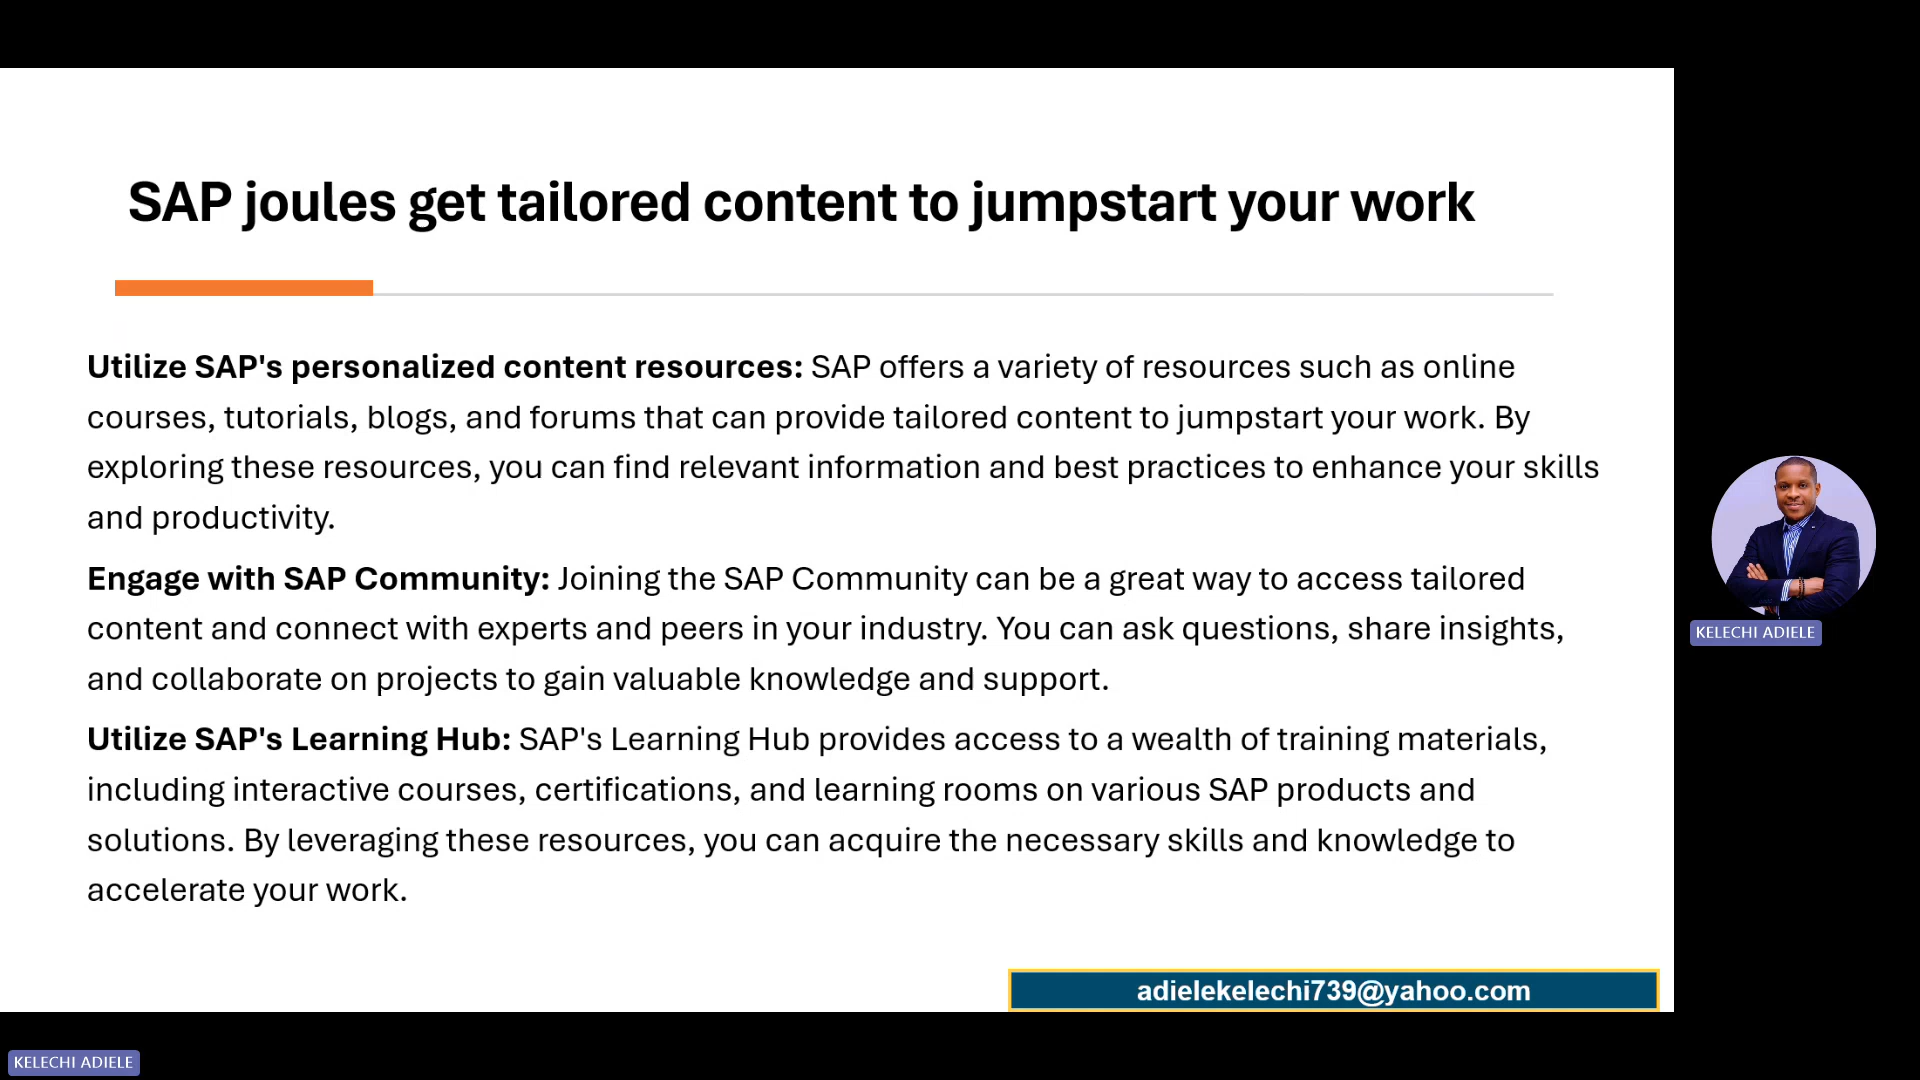 SAP joules get tailored content to jumpstart your work
Utilize SAP's personalized content resources: SAP offers a variety of resources such as online
courses, tutorials, blogs, and forums that can provide tailored content to jumpstart your work. By
exploring these resources, you can find relevant information and best practices to enhance your skills
and productivity.
Engage with SAP Community: Joining the SAP Community can be a great way to access tailored
content and connect with experts and peers in your industry. You can ask questions, share insights,
and collaborate on projects to gain valuable knowledge and support.
Utilize SAP's Learning Hub: SAP's Learning Hub provides access to a wealth of training materials,
including interactive courses, certifications, and learning rooms on various SAP products and
solutions. By leveraging these resources, you can acquire the necessary skills and knowledge to
accelerate your work.
adielekelechi739@yahoo.com
KELECHI ADIELE
KELECHI ADIELE